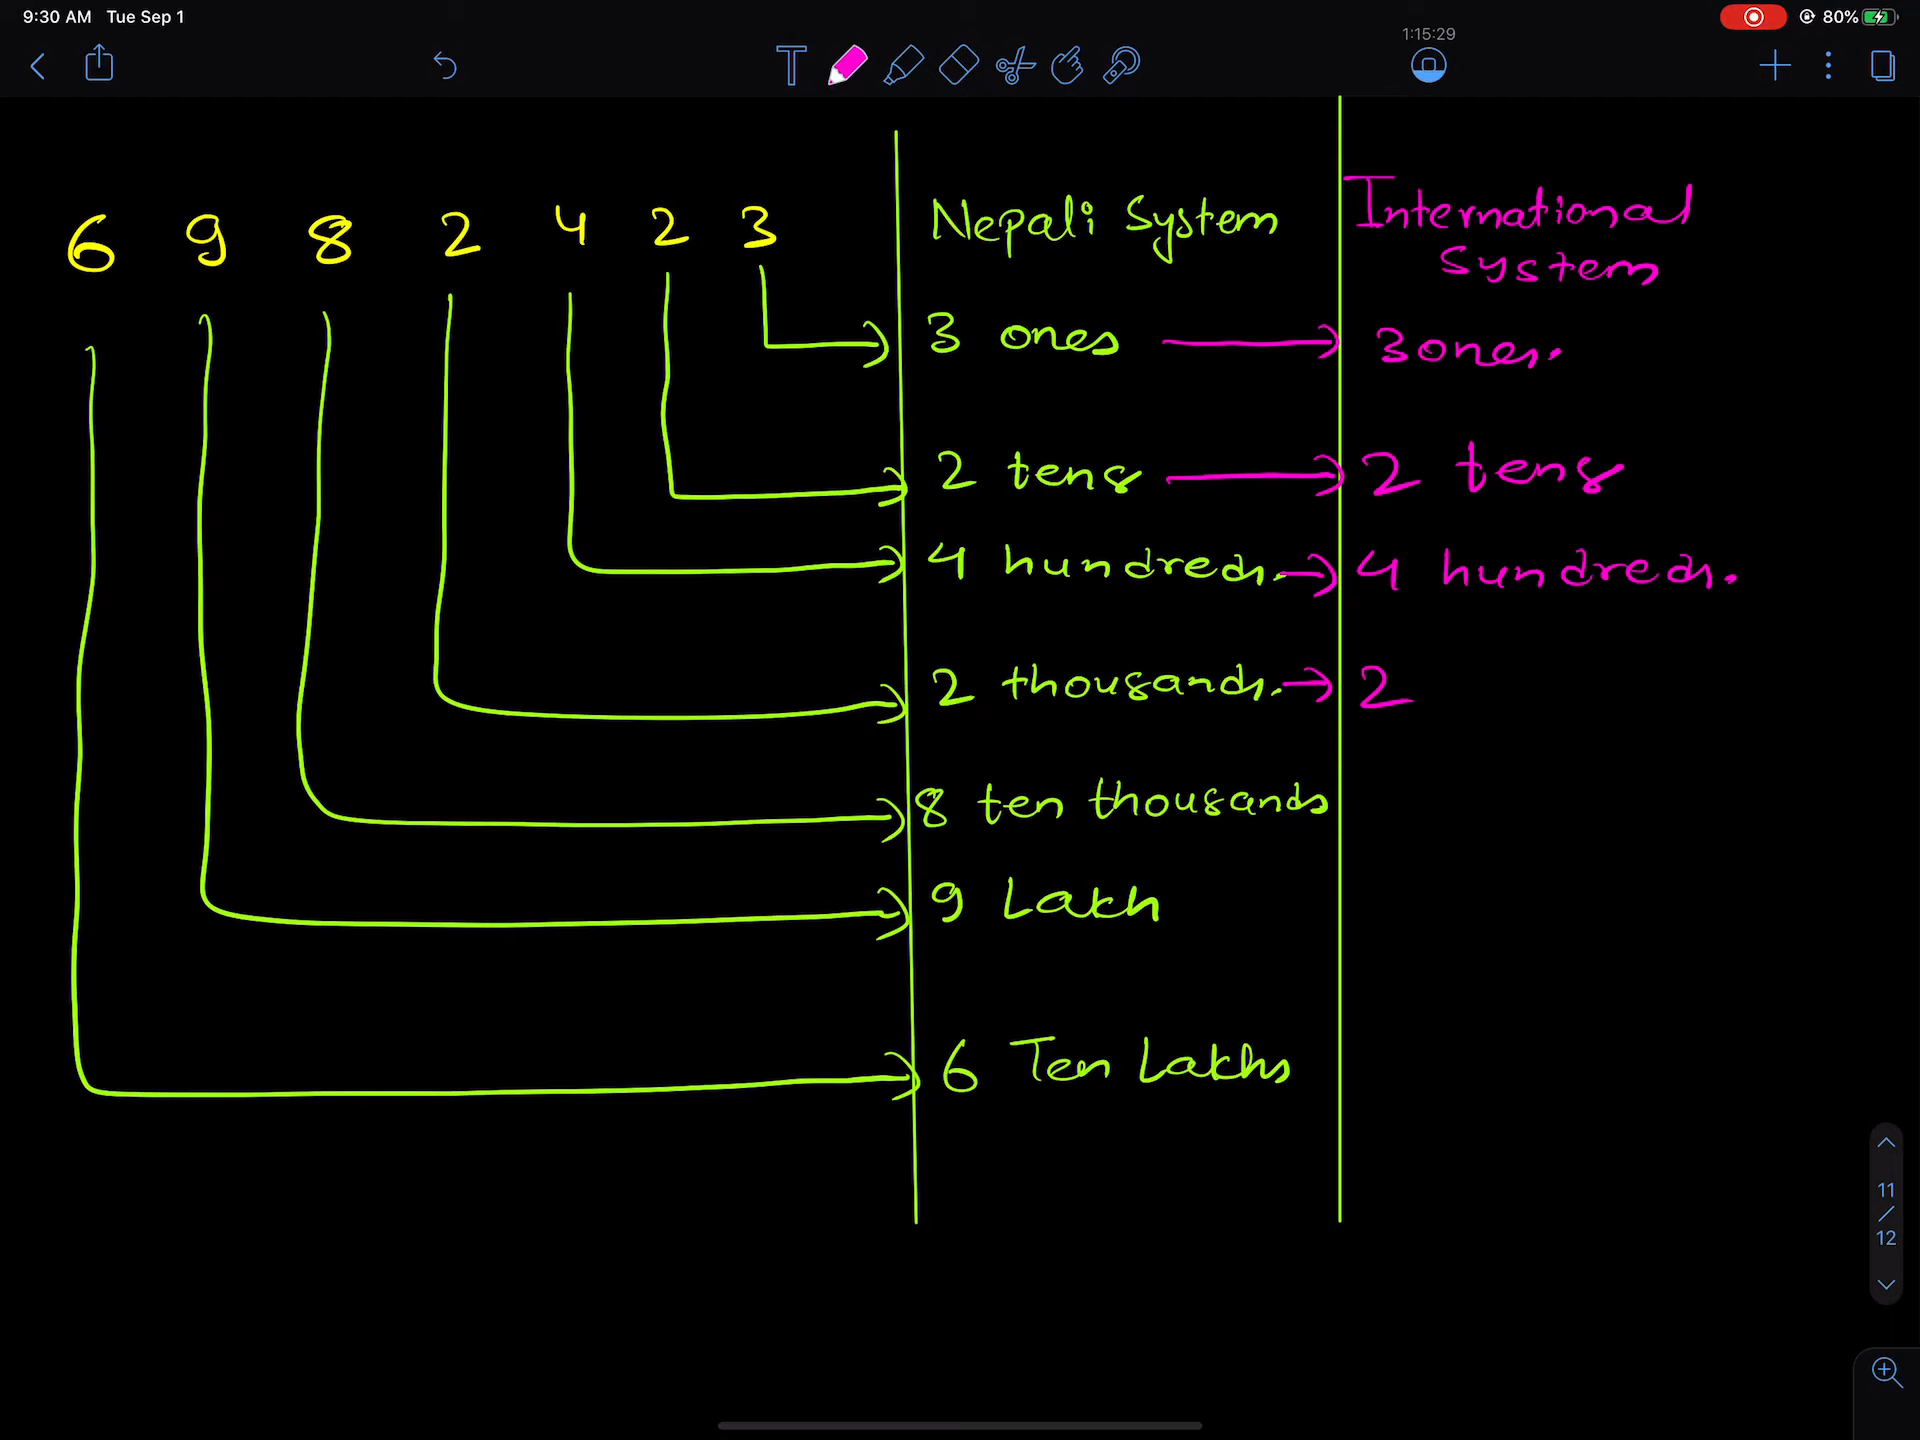 9:30 AM Tue Sep 1
80%
1:15:29
6 9 8 2 4 2 3
Nepali System
International
System
3 ones
3 ones.
2 tens
2 tens
4 hundreds.
4 hundreds.
2 thousands.
2
8 ten thousands
9 Lakh
6 Ten Lakhs
11
/
12